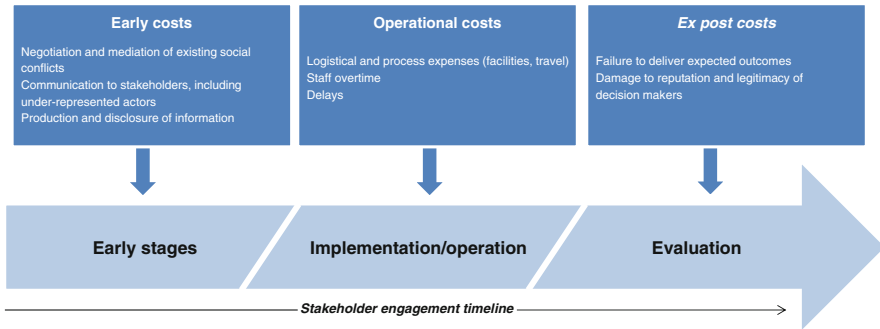 Early costs
Negotiation and mediation of existing social
conflicts
Communication to stakeholders, including
under-represented actors
Production and disclosure of information
Operational costs
Logistical and process expenses (facilities, travel)
Staff overtime
Delays
Ex post costs
Failure to deliver expected outcomes
Damage to reputation and legitimacy of
decision makers
Early stages
Implementation/operation
Evaluation
Stakeholder engagement timeline